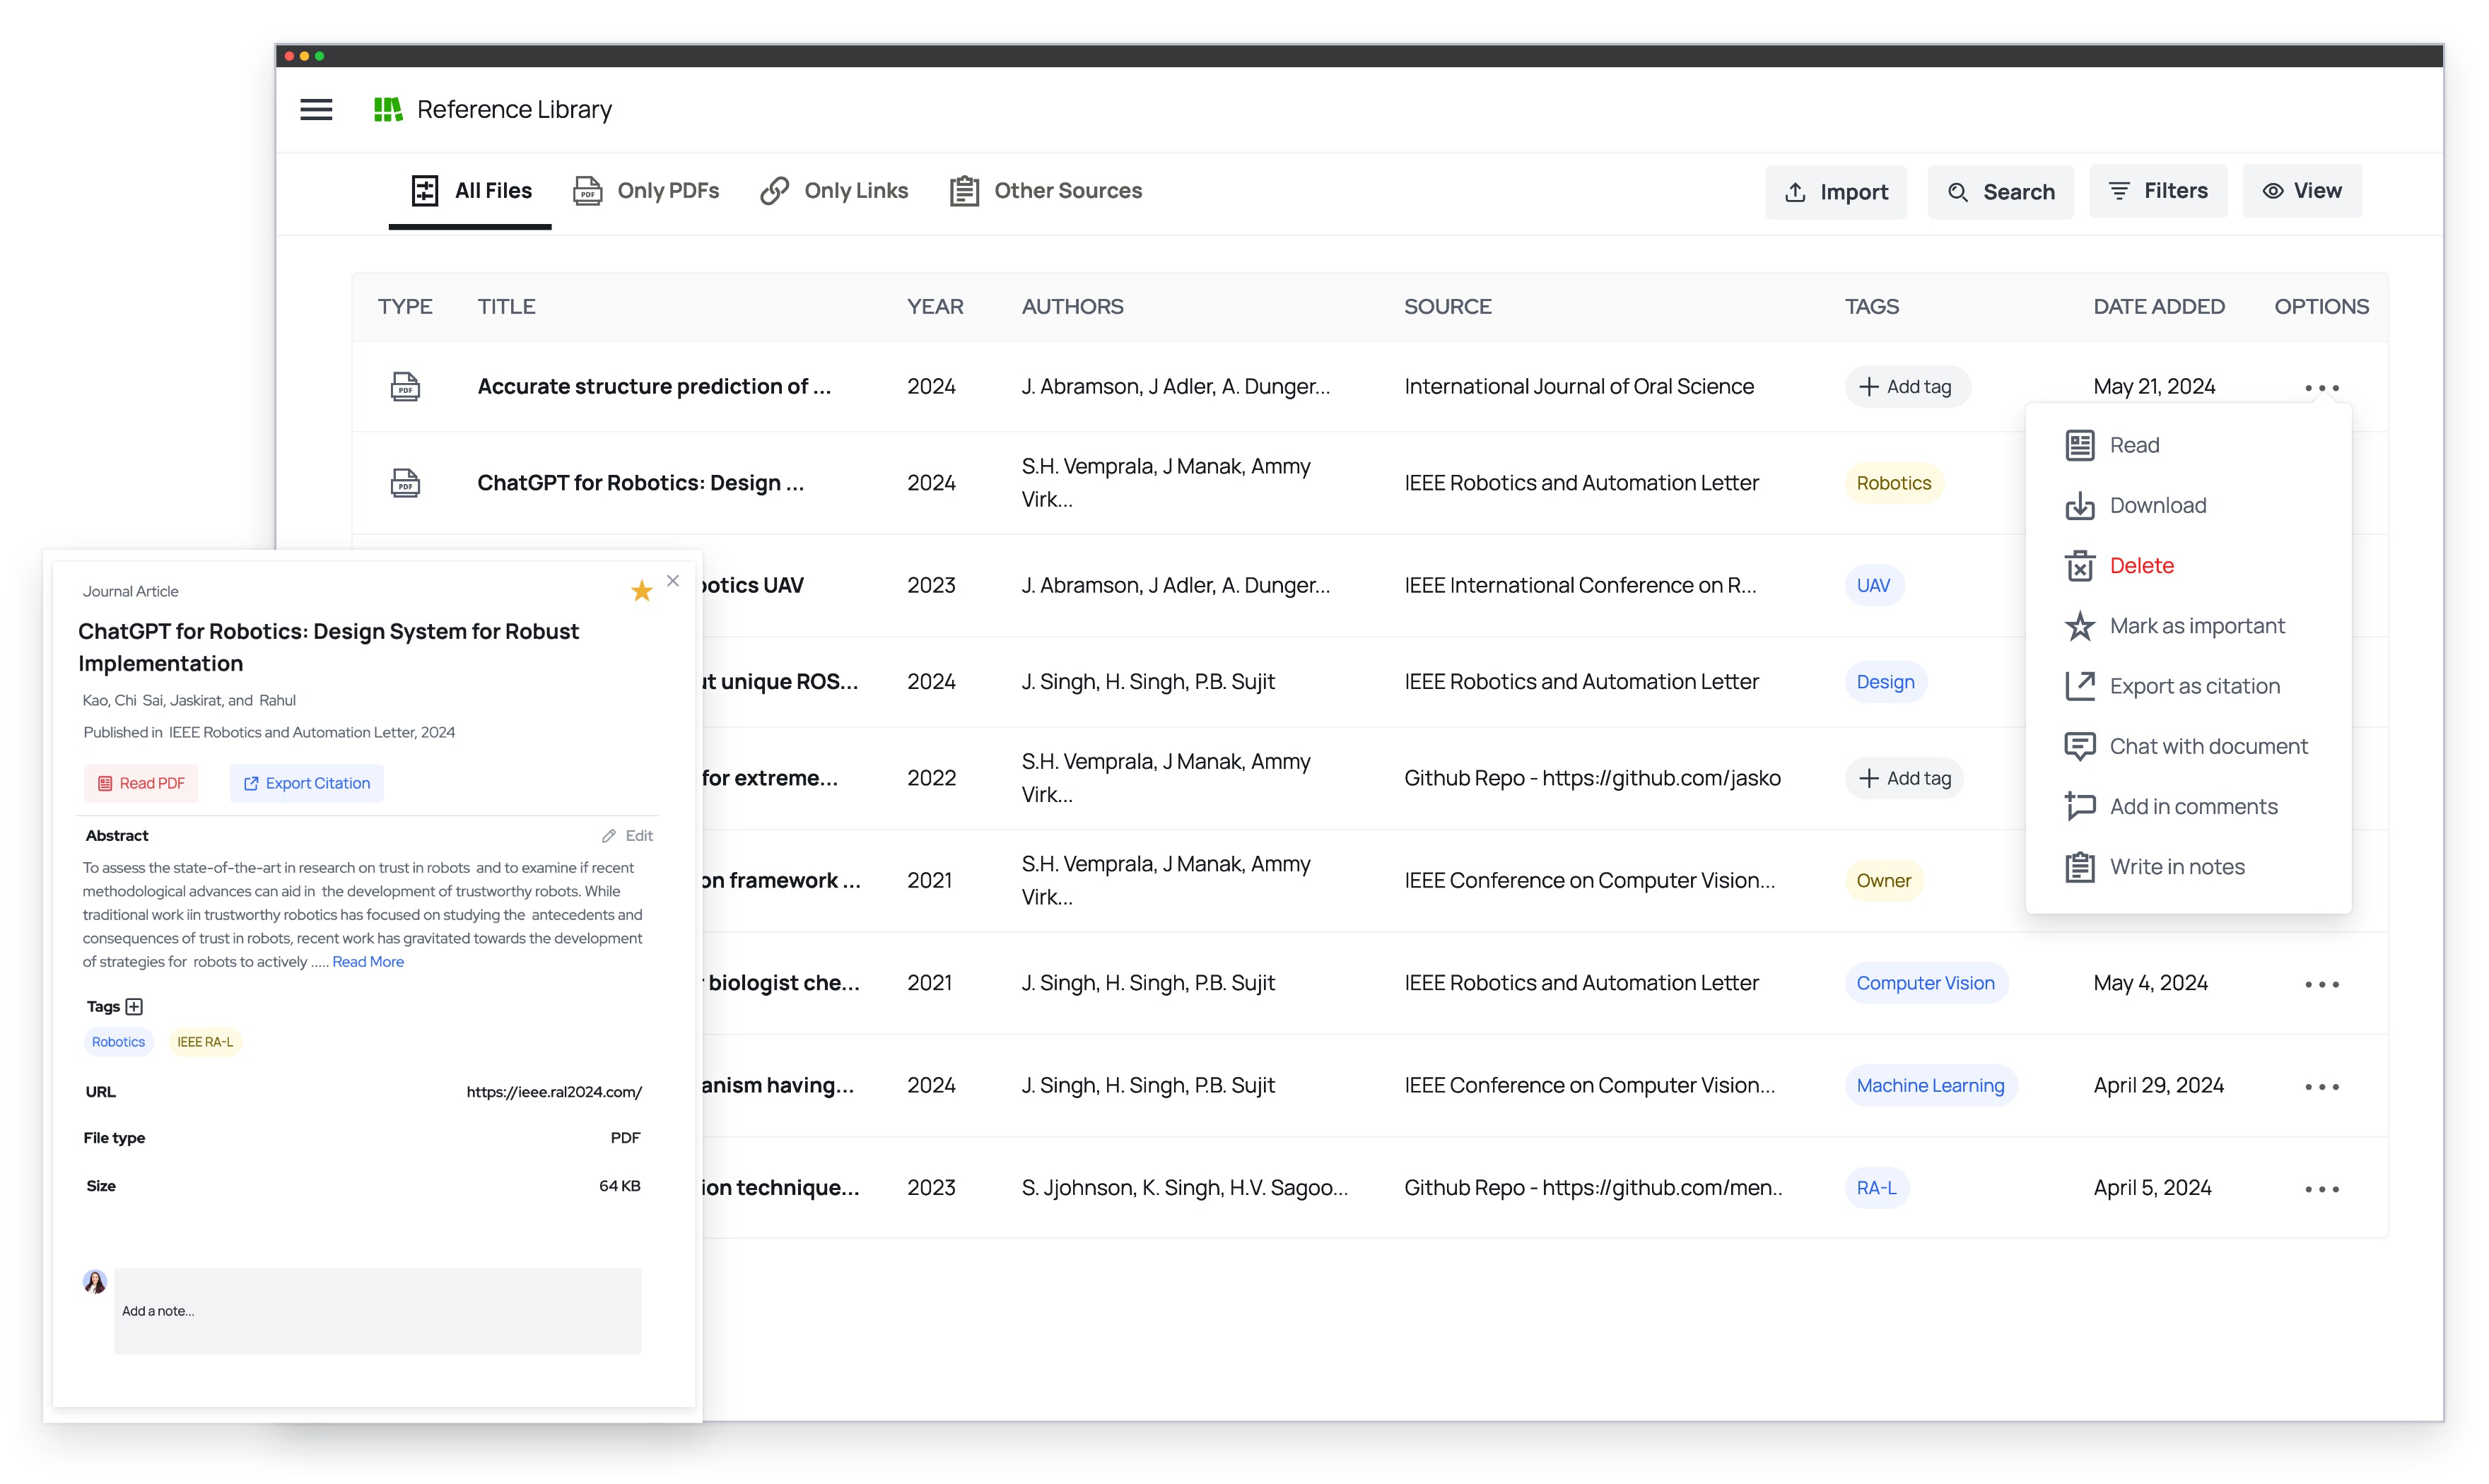 Reference Library
All Files Only PDFs Only Links Other Sources Import Search Filters View
TYPE TITLE YEAR AUTHORS SOURCE TAGS DATE ADDED OPTIONS
PDF Accurate structure prediction of ... 2024 J. Abramson, J Adler, A. Dunger... International Journal of Oral Science + Add tag May 21, 2024
PDF ChatGPT for Robotics: Design ... 2024 S.H. Vemprala, J Manak, Ammy
Virk... IEEE Robotics and Automation Letter Robotics
otics UAV 2023 J. Abramson, J Adler, A. Dunger... IEEE International Conference on R... UAV
ut unique ROS... 2024 J. Singh, H. Singh, P.B. Sujit IEEE Robotics and Automation Letter Design
for extreme... 2022 S.H. Vemprala, J Manak, Ammy
Virk... Github Repo - https://github.com/jasko + Add tag
on framework ... 2021 S.H. Vemprala, J Manak, Ammy
Virk... IEEE Conference on Computer Vision... Owner
biologist che... 2021 J. Singh, H. Singh, P.B. Sujit IEEE Robotics and Automation Letter Computer Vision May 4, 2024
anism having... 2024 J. Singh, H. Singh, P.B. Sujit IEEE Conference on Computer Vision... Machine Learning April 29, 2024
ion technique... 2023 S. Jjohnson, K. Singh, H.V. Sagoo... Github Repo - https://github.com/men.. RA-L April 5, 2024
Read
Download
Delete
Mark as important
Export as citation
Chat with document
Add in comments
Write in notes
Journal Article
ChatGPT for Robotics: Design System for Robust
Implementation
Kao, Chi Sai, Jaskirat, and Rahul
Published in IEEE Robotics and Automation Letter, 2024
Read PDF Export Citation
Abstract Edit
To assess the state-of-the-art in research on trust in robots and to examine if recent
methodological advances can aid in the development of trustworthy robots. While
traditional work iin trustworthy robotics has focused on studying the antecedents and
consequences of trust in robots, recent work has gravitated towards the development
of strategies for robots to actively ..... Read More
Tags
Robotics IEEE RA-L
URL https://ieee.ral2024.com/
File type PDF
Size 64 KB
Add a note...